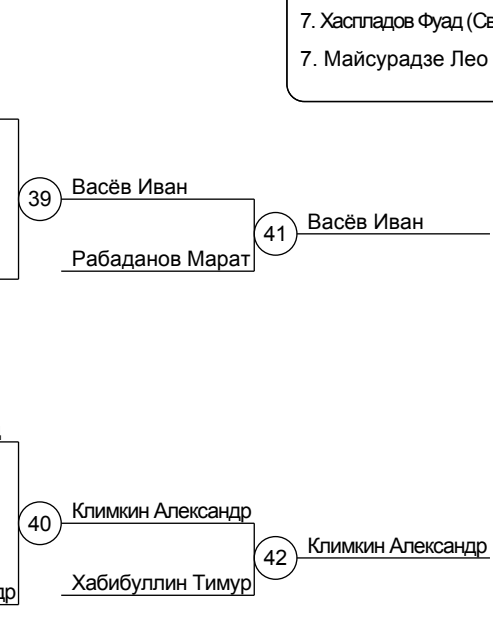 7. Хаспладов Фуад
7. Майсурадзе Лео
39
Васёв Иван
41
Васёв Иван
Рабаданов Марат
40
Климкин Александр
42
Климкин Александр
Хабибуллин Тимур